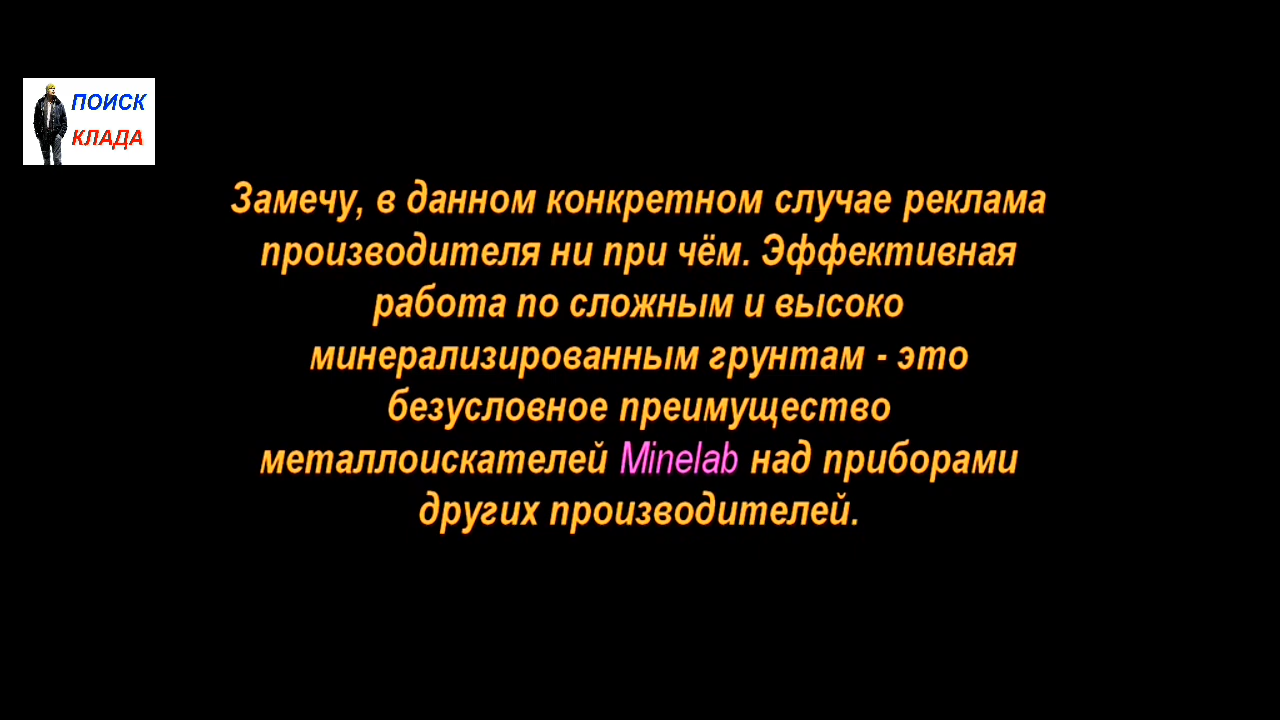 ПОИСК
КЛАДА
Замечу, в данном конкретном случае реклама
производителя ни при чём. Эффективная
работа по сложным и высоко
минерализированным грунтам - это
безусловное преимущество
металлоискателей Minelab над приборами
других производителей.